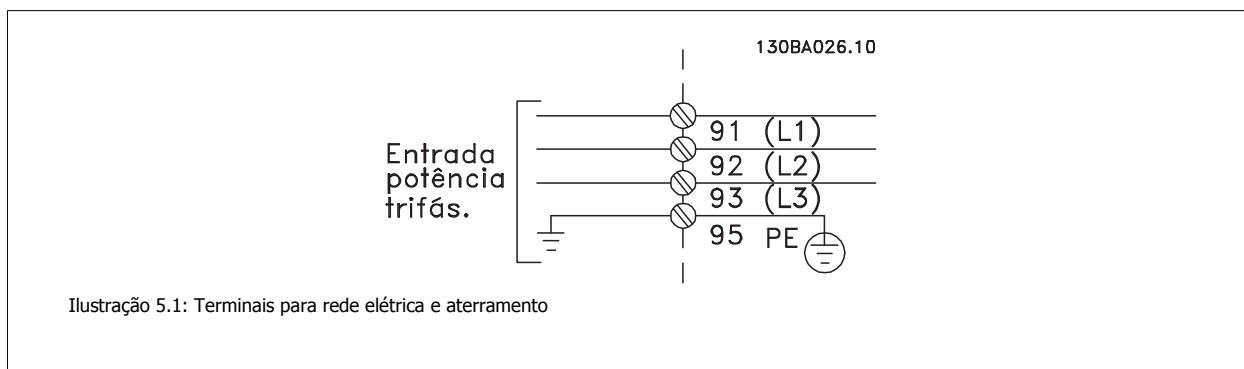 130BA026.10
Entrada
potência
trifás.
91 (L1)
92 (L2)
93 (L3)
95 PE
Ilustração 5.1: Terminais para rede elétrica e aterramento